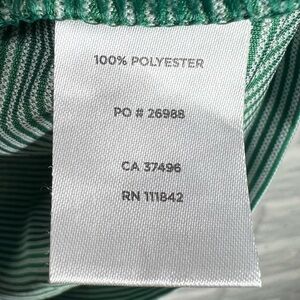 100% POLYESTER
PO # 26988
CA 37496
RN 111842